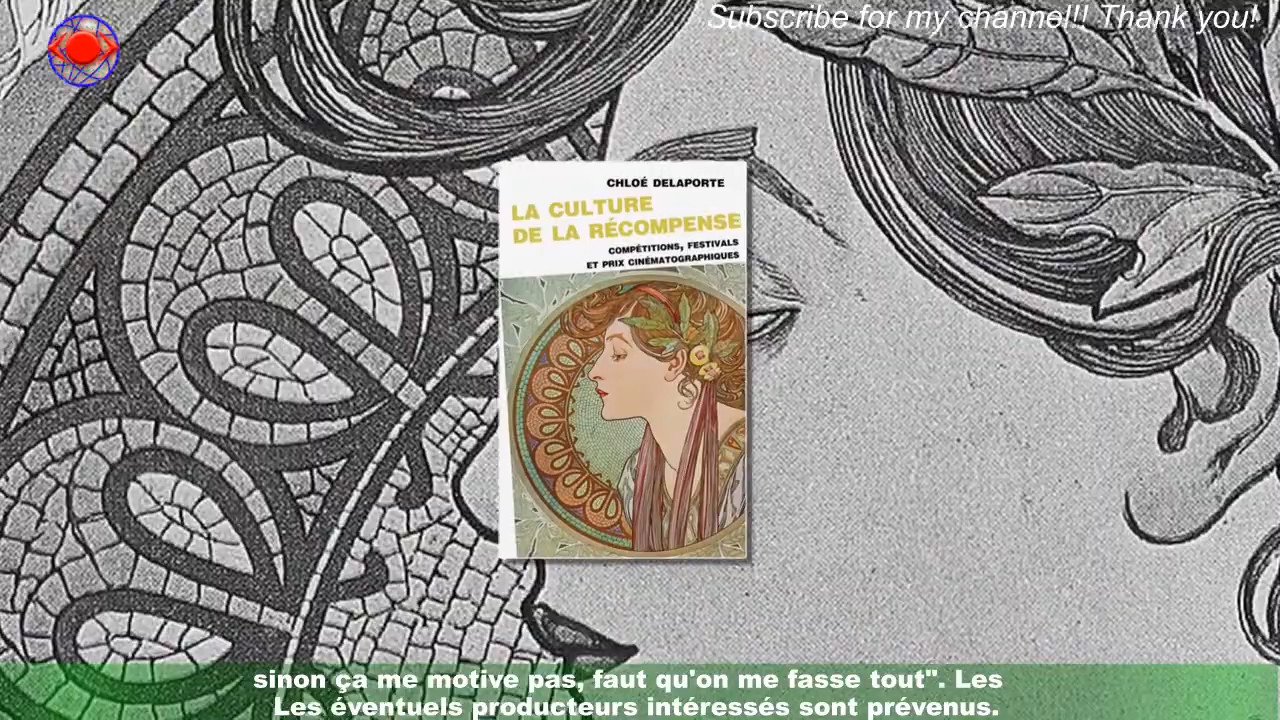 Subscribe for my channel!! Thank you!
CHLOÉ DELAPORTE
LA CULTURE
DE LA RÉCOMPENSE
COMPÉTITIONS, FESTIVALS
ET PRIX CINÉMATOGRAPHIQUES
sinon ça me motive pas, faut qu'on me fasse tout". Les
Les éventuels producteurs intéressés sont prévenus.